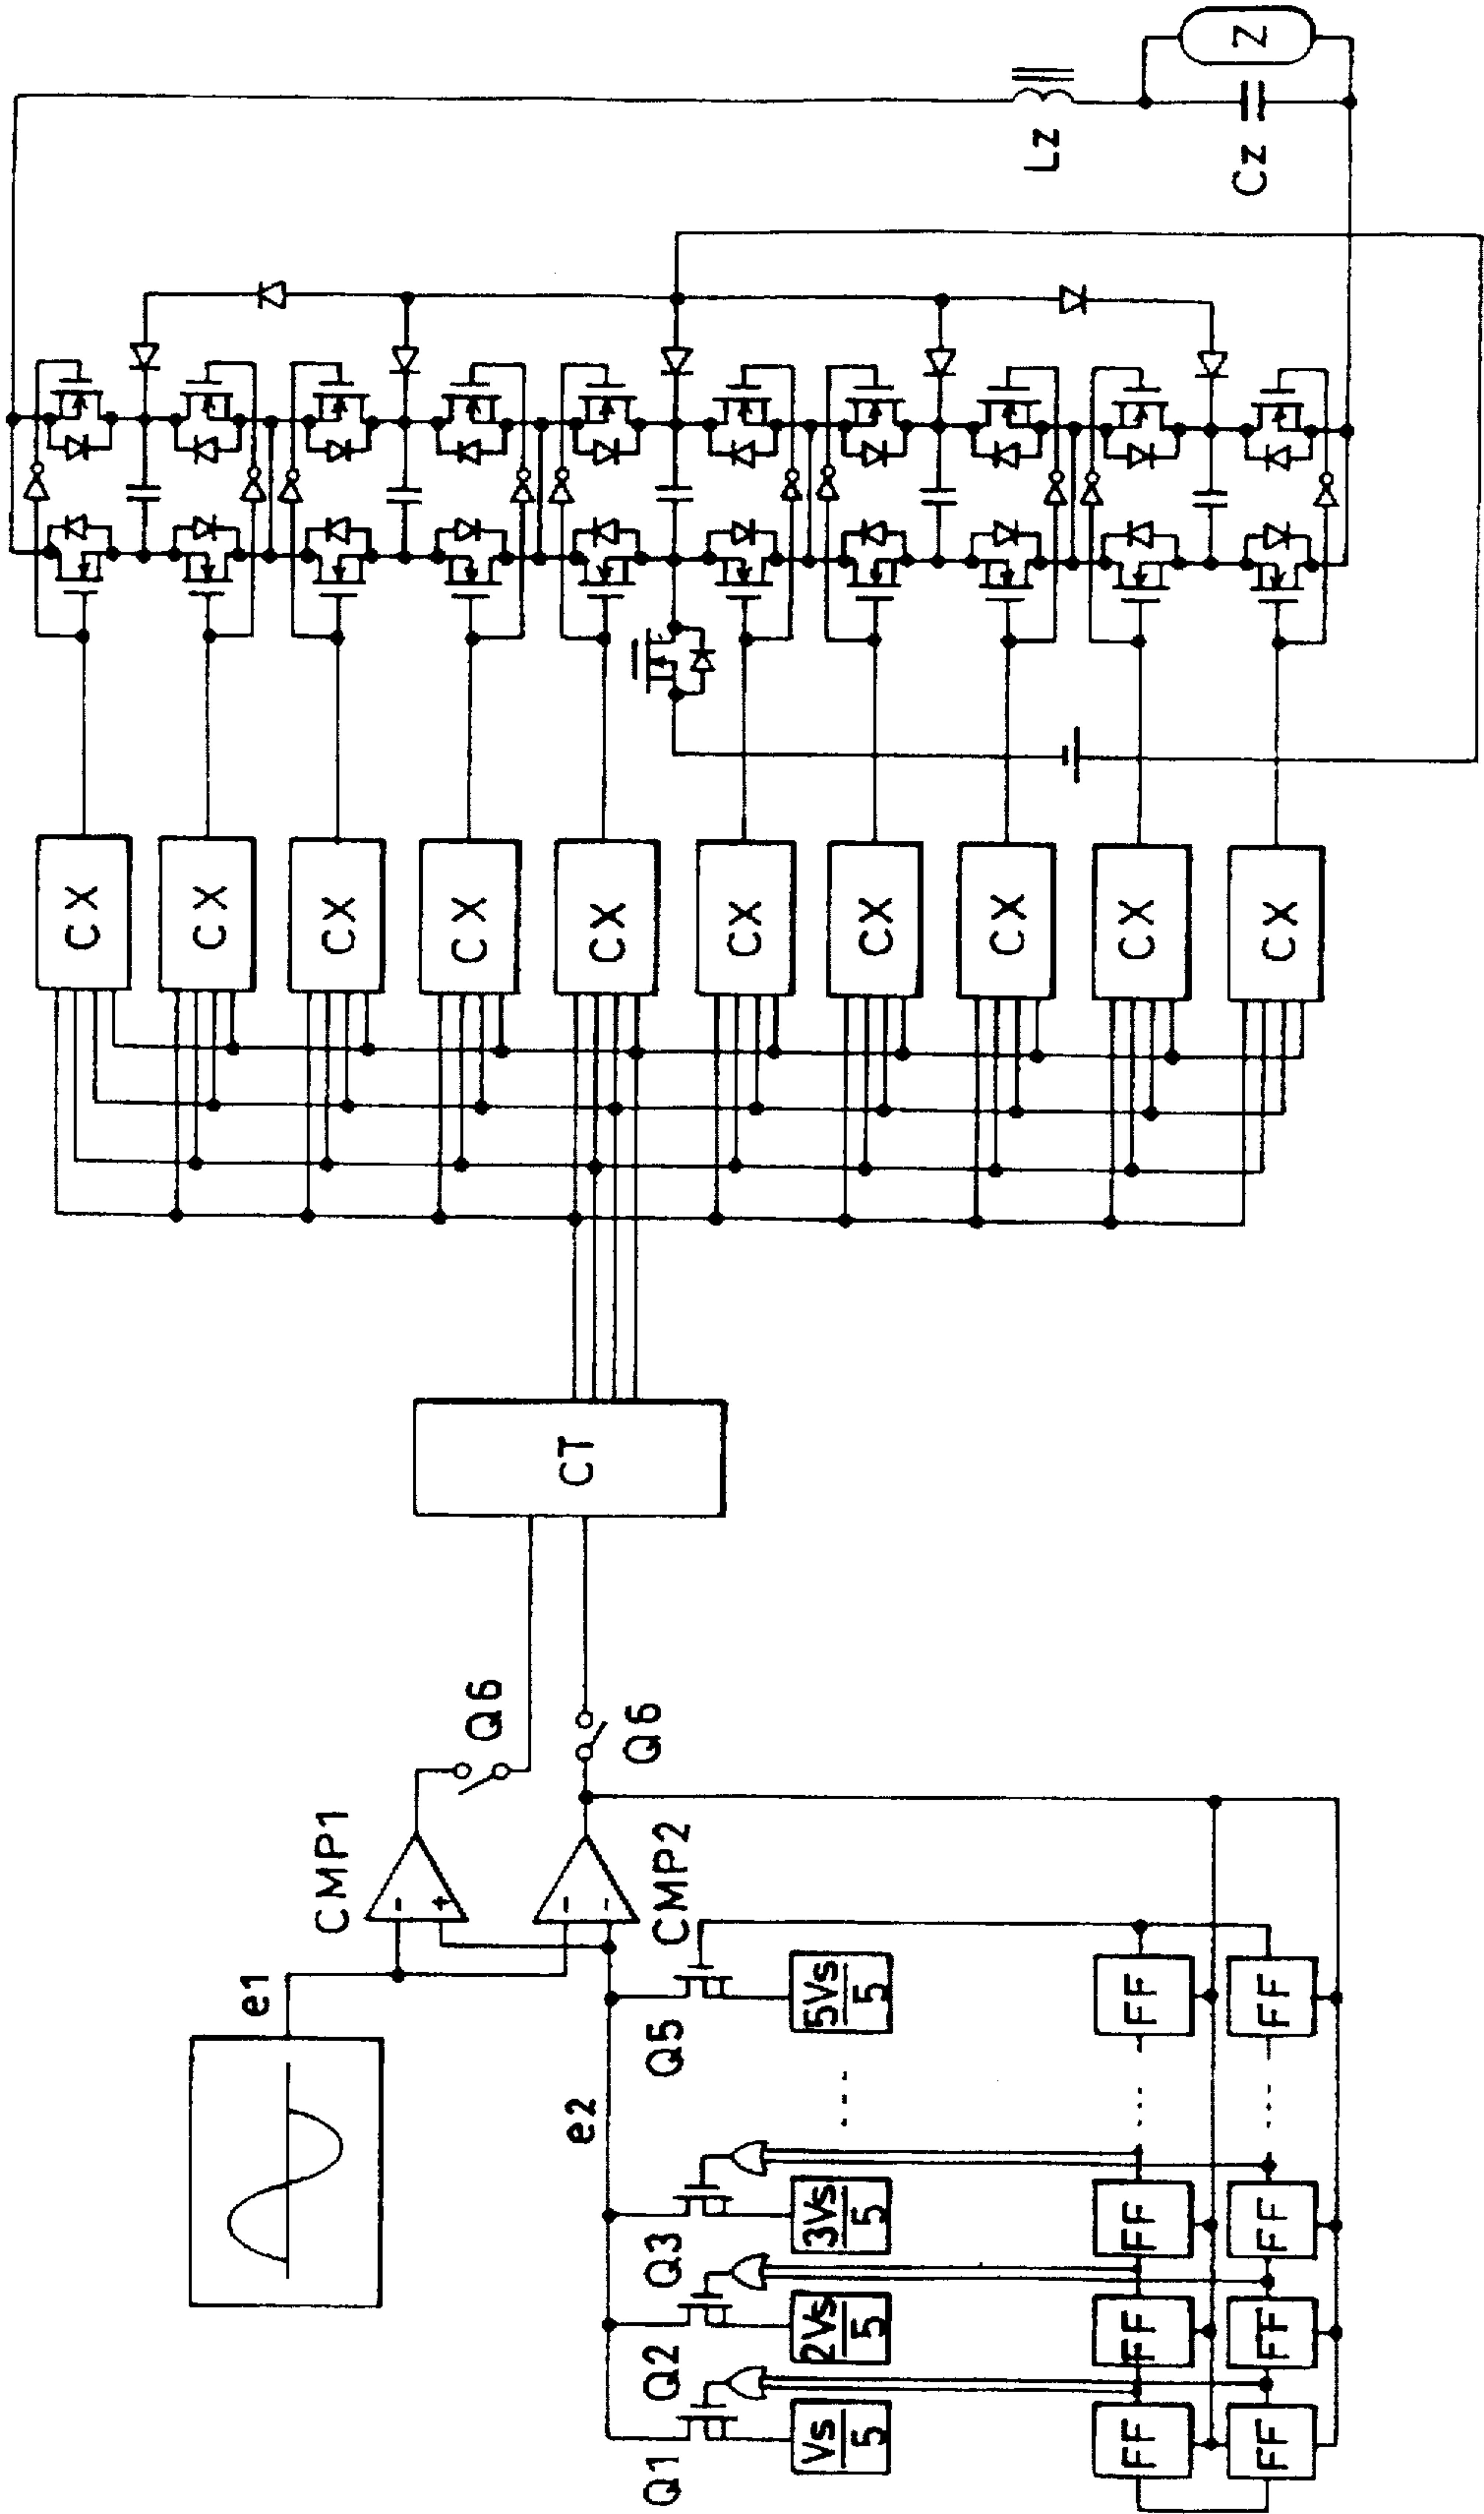 e1
CMP1
Q6
CT
CX
CX
CX
CX
CX
CX
CX
CX
CX
CX
Lz
Cz
Z
e2
CMP2
Q6
Q1
Q2
Q3
Q5
Vs/5
2Vs/5
3Vs/5
...
5Vs/5
FF
FF
FF
...
FF
FF
FF
FF
...
FF